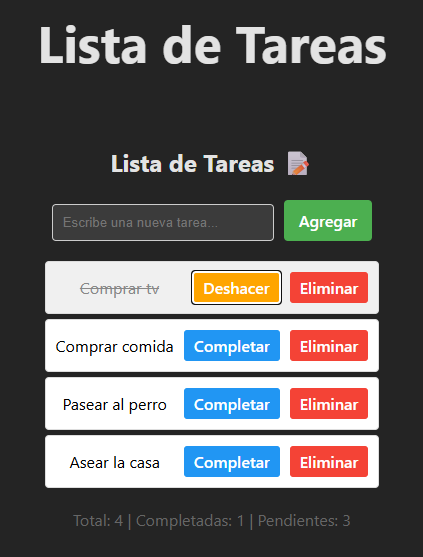 Lista de Tareas
Lista de Tareas 📝
Escribe una nueva tarea... Agregar
Comprar tv Deshacer Eliminar
Comprar comida Completar Eliminar
Pasear al perro Completar Eliminar
Asear la casa Completar Eliminar
Total: 4 | Completadas: 1 | Pendientes: 3